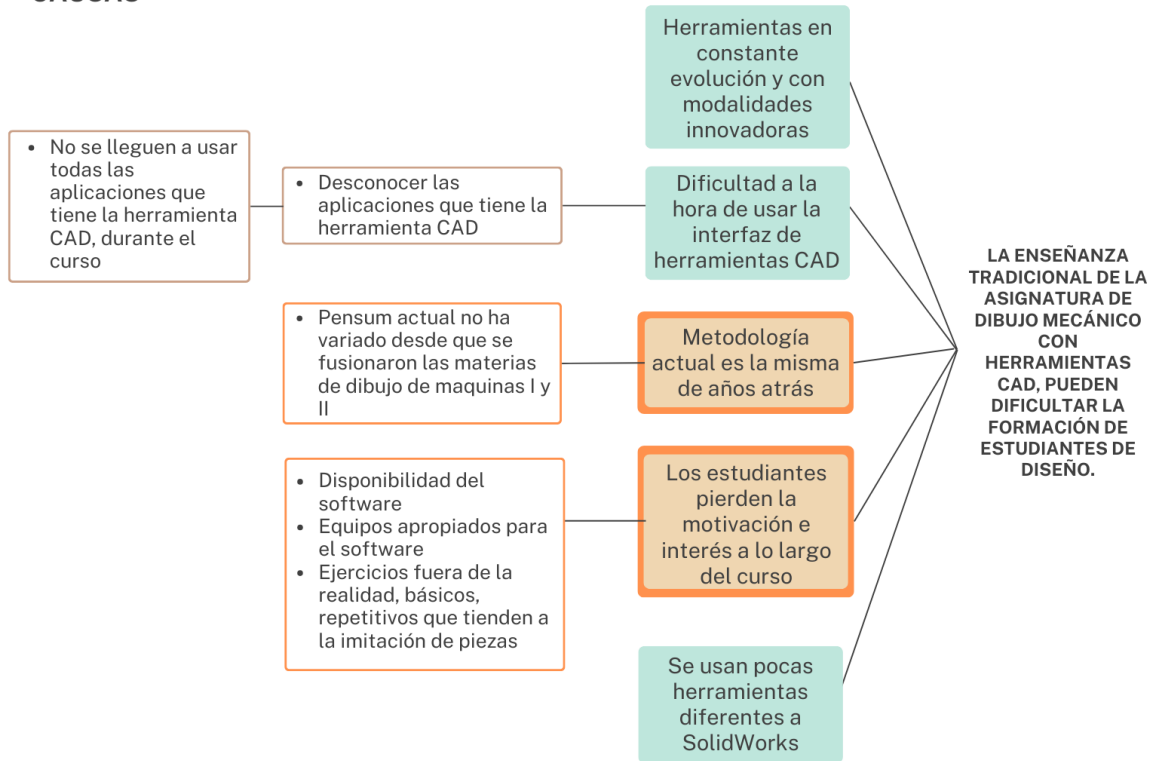 Herramientas en
constante
evolución y con
modalidades
innovadoras
• No se lleguen a usar
todas las
aplicaciones que
tiene la herramienta
CAD, durante el
curso
• Desconocer las
aplicaciones que tiene la
herramienta CAD
Dificultad a la
hora de usar la
interfaz de
herramientas CAD
• Pensum actual no ha
variado desde que se
fusionaron las materias
de dibujo de maquinas I y
II
Metodología
actual es la misma
de años atrás
• Disponibilidad del
software
• Equipos apropiados para
el software
• Ejercicios fuera de la
realidad, básicos,
repetitivos que tienden a
la imitación de piezas
Los estudiantes
pierden la
motivación e
interés a lo largo
del curso
Se usan pocas
herramientas
diferentes a
SolidWorks
LA ENSEÑANZA
TRADICIONAL DE LA
ASIGNATURA DE
DIBUJO MECÁNICO
CON
HERRAMIENTAS
CAD, PUEDEN
DIFICULTAR LA
FORMACIÓN DE
ESTUDIANTES DE
DISEÑO.